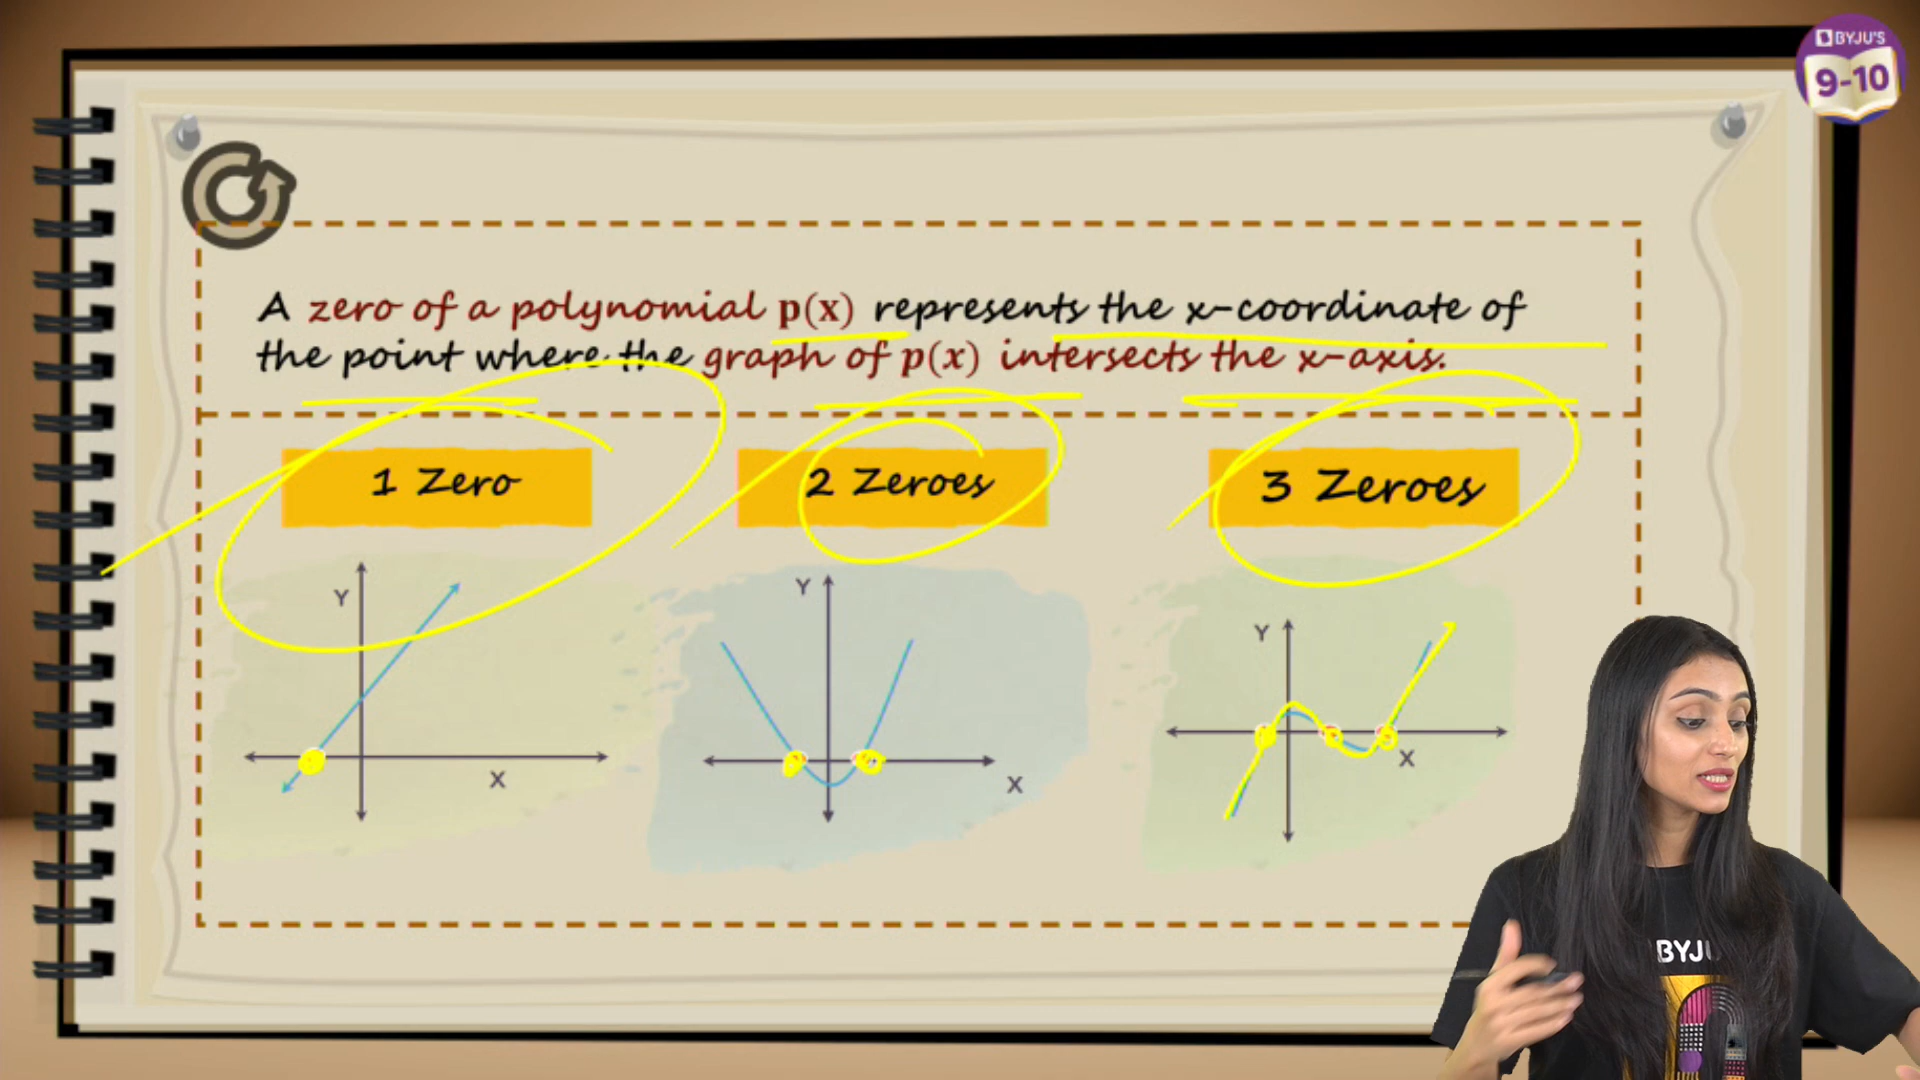 BYJU'S
9-10
A zero of a polynomial p(x) represents the x-coordinate of
the point where the graph of p(x) intersects the x-axis.
1 Zero
2 Zeroes
3 Zeroes
Y
X
Y
X
Y
X
BYJU